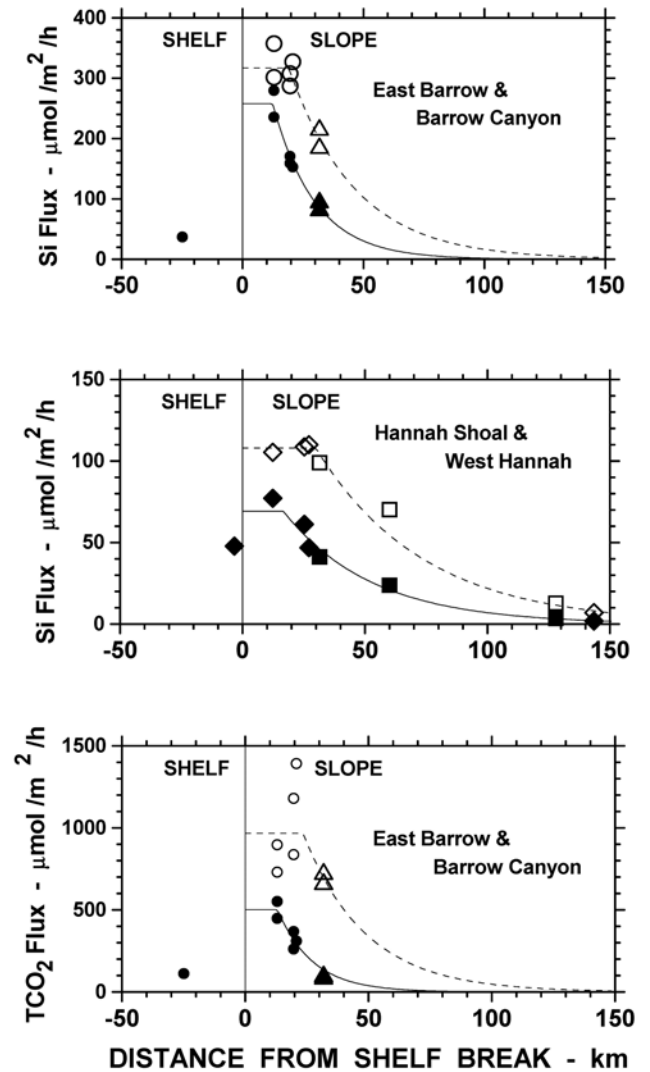 400
300
200
100
0
SHELF
SLOPE
East Barrow &
Barrow Canyon
Si Flux - μmol /m² /h
-50
0
50
100
150
150
100
50
0
SHELF
SLOPE
Hannah Shoal &
West Hannah
Si Flux - μmol /m² /h
-50
0
50
100
150
1500
1000
500
0
SHELF
SLOPE
East Barrow &
Barrow Canyon
TCO₂ Flux - μmol /m² /h
-50
0
50
100
150
DISTANCE FROM SHELF BREAK - km